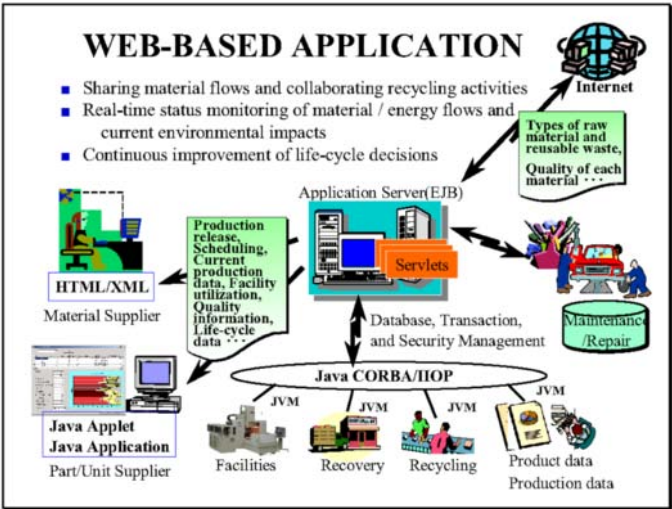 WEB-BASED APPLICATION
Sharing material flows and collaborating recycling activities
Real-time status monitoring of material / energy flows and
current environmental impacts
Continuous improvement of life-cycle decisions
Internet
Types of raw
material and
reusable waste,
Quality of each
material ･･･
Application Server(EJB)
Servlets
Production
release,
Scheduling,
Current
production
data, Facility
utilization,
Quality
information,
Life-cycle
data ･･･
HTML/XML
Material Supplier
Maintenance
/Repair
Database, Transaction,
and Security Management
Java CORBA/IIOP
JVM
JVM
JVM
JVM
Java Applet
Java Application
Part/Unit Supplier
Facilities
Recovery
Recycling
Product data
Production data